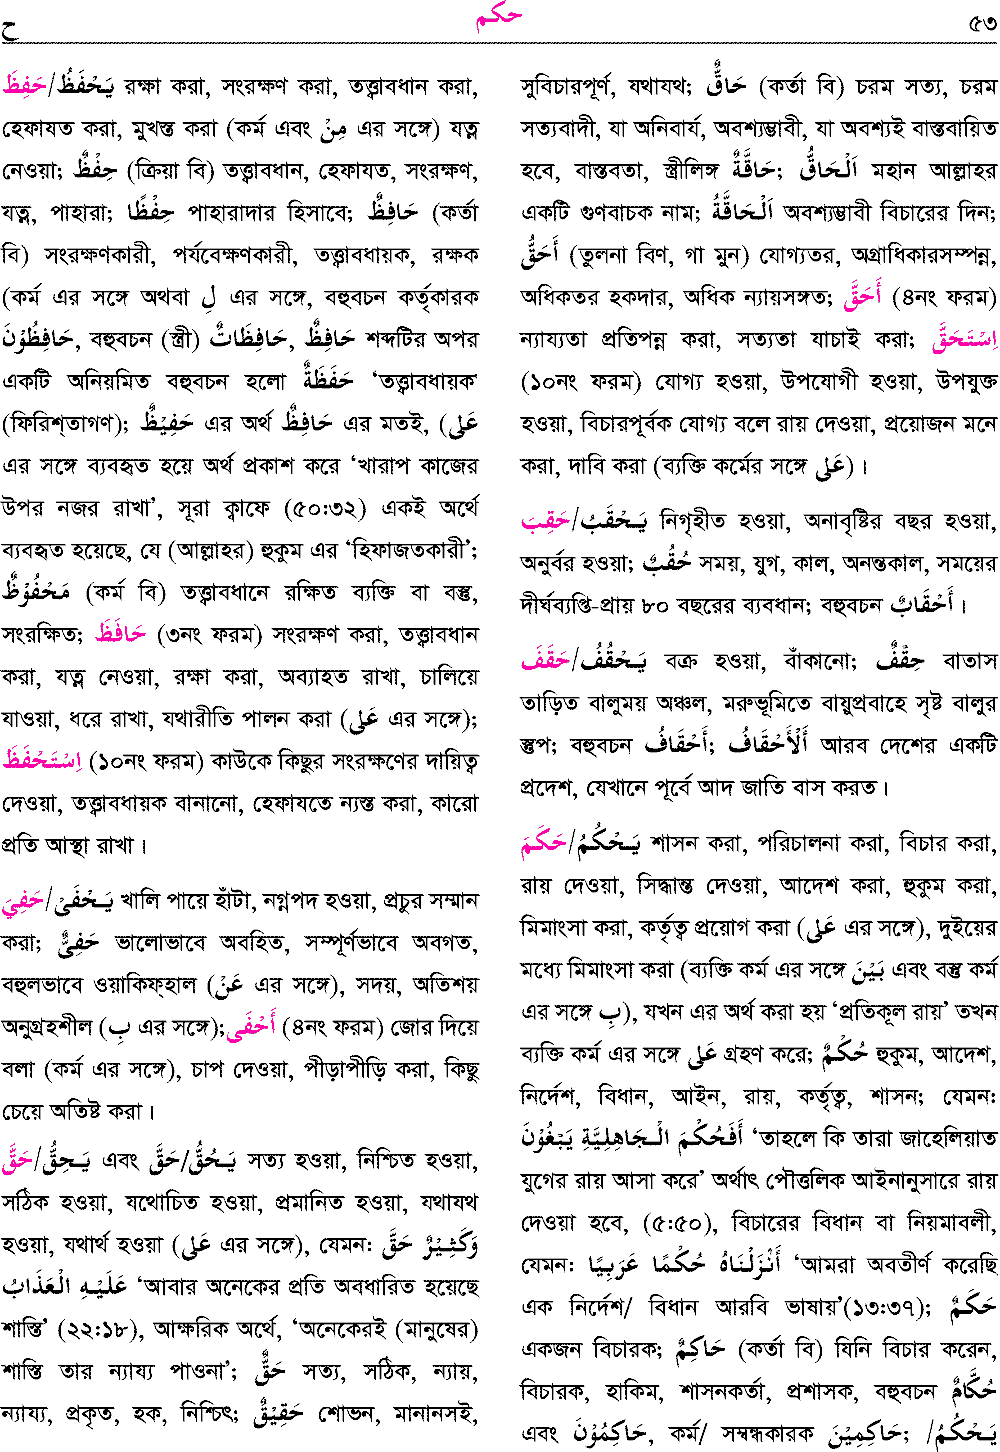 ح حكم ৫৩
حَفِظَ/يَحْفَظُ রক্ষা করা, সংরক্ষণ করা, তত্ত্বাবধান করা,
হেফাযত করা, মুখস্ত করা (কর্ম এবং مِنْ এর সঙ্গে) যত্ন
নেওয়া; حِفْظٌ (ক্রিয়া বি) তত্ত্বাবধান, হেফাযত, সংরক্ষণ,
যত্ন, পাহারা; حِفْظًا পাহারাদার হিসাবে; حَافِظٌ (কর্তা
বি) সংরক্ষণকারী, পর্যবেক্ষণকারী, তত্ত্বাবধায়ক, রক্ষক
(কর্ম এর সঙ্গে অথবা لِ এর সঙ্গে, বহুবচন কর্তৃকারক
حَافِظُوْنَ, বহুবচন (স্ত্রী) حَافِظَاتٌ, حَافِظٌ শব্দটির অপর
একটি অনিয়মিত বহুবচন হলো حَفَظَةٌ ‘তত্ত্বাবধায়ক’
(ফিরিশ্তাগণ); حَفِيْظٌ এর অর্থ حَافِظٌ এর মতই, (عَلى
এর সঙ্গে ব্যবহৃত হয়ে অর্থ প্রকাশ করে ‘খারাপ কাজের
উপর নজর রাখা’, সূরা ক্বাফে (৫০:৩২) একই অর্থে
ব্যবহৃত হয়েছে, যে (আল্লাহর) হুকুম এর ‘হিফাজতকারী’;
مَحْفُوْظٌ (কর্ম বি) তত্ত্বাবধানে রক্ষিত ব্যক্তি বা বস্তু,
সংরক্ষিত; حَافَظَ (৩নং ফরম) সংরক্ষণ করা, তত্ত্বাবধান
করা, যত্ন নেওয়া, রক্ষা করা, অব্যাহত রাখা, চালিয়ে
যাওয়া, ধরে রাখা, যথারীতি পালন করা (عَلى এর সঙ্গে);
اِسْتَحْفَظَ (১০নং ফরম) কাউকে কিছুর সংরক্ষণের দায়িত্ব
দেওয়া, তত্ত্বাবধায়ক বানানো, হেফাযতে ন্যস্ত করা, কারো
প্রতি আস্থা রাখা।
حَفِيَ/يَحْفَىْ খালি পায়ে হাঁটা, নগ্নপদ হওয়া, প্রচুর সম্মান
করা; حَفِىٌّ ভালোভাবে অবহিত, সম্পূর্ণভাবে অবগত,
বহুলভাবে ওয়াকিফ্হাল (عَنْ এর সঙ্গে), সদয়, অতিশয়
অনুগ্রহশীল (بِ এর সঙ্গে); أَحْفَى (৪নং ফরম) জোর দিয়ে
বলা (কর্ম এর সঙ্গে), চাপ দেওয়া, পীড়াপীড়ি করা, কিছু
চেয়ে অতিষ্ট করা।
حَقَّ/يَحِقُّ এবং حَقَّ/يَحُقُّ সত্য হওয়া, নিশ্চিত হওয়া,
সঠিক হওয়া, যথোচিত হওয়া, প্রমানিত হওয়া, যথাযথ
হওয়া, যথার্থ হওয়া (عَلى এর সঙ্গে), যেমন: وَكَثِيْرٌ حَقَّ
عَلَيْهِ الْعَذَابُ ‘আবার অনেকের প্রতি অবধারিত হয়েছে
শাস্তি’ (২২:১৮), আক্ষরিক অর্থে, ‘অনেকেরই (মানুষের)
শাস্তি তার ন্যায্য পাওনা’; حَقٌّ সত্য, সঠিক, ন্যায়,
ন্যায্য, প্রকৃত, হক, নিশ্চিৎ; حَقِيْقٌ শোভন, মানানসই,
সুবিচারপূর্ণ, যথাযথ; حَاقٌّ (কর্তা বি) চরম সত্য, চরম
সত্যবাদী, যা অনিবার্য, অবশ্যম্ভাবী, যা অবশ্যই বাস্তবায়িত
হবে, বাস্তবতা, স্ত্রীলিঙ্গ حَاقَّةٌ; اَلْحَاقُّ মহান আল্লাহর
একটি গুণবাচক নাম; اَلْحَاقَّةُ অবশ্যম্ভাবী বিচারের দিন;
أَحَقُّ (তুলনা বিণ, গা মুন) যোগ্যতর, অগ্রাধিকারসম্পন্ন,
অধিকতর হকদার, অধিক ন্যায়সঙ্গত; أَحَقَّ (৪নং ফরম)
ন্যায্যতা প্রতিপন্ন করা, সত্যতা যাচাই করা; اِسْتَحَقَّ
(১০নং ফরম) যোগ্য হওয়া, উপযোগী হওয়া, উপযুক্ত
হওয়া, বিচারপূর্বক যোগ্য বলে রায় দেওয়া, প্রয়োজন মনে
করা, দাবি করা (ব্যক্তি কর্মের সঙ্গে عَلى)।
حَقِبَ/يَحْقَبُ নিগৃহীত হওয়া, অনাবৃষ্টির বছর হওয়া,
অনুর্বর হওয়া; حُقُبٌ সময়, যুগ, কাল, অনন্তকাল, সময়ের
দীর্ঘব্যপ্তি-প্রায় ৮০ বছরের ব্যবধান; বহুবচন أَحْقَابٌ।
حَقَفَ/يَحْقُفُ বক্র হওয়া, বাঁকানো; حِقْفٌ বাতাস
তাড়িত বালুময় অঞ্চল, মরুভূমিতে বায়ুপ্রবাহে সৃষ্ট বালুর
স্তুপ; বহুবচন أَحْقَافُ; اَلْأَحْقَافُ আরব দেশের একটি
প্রদেশ, যেখানে পূর্বে আদ জাতি বাস করত।
حَكَمَ/يَحْكُمُ শাসন করা, পরিচালনা করা, বিচার করা,
রায় দেওয়া, সিদ্ধান্ত দেওয়া, আদেশ করা, হুকুম করা,
মিমাংসা করা, কর্তৃত্ব প্রয়োগ করা (عَلى এর সঙ্গে), দুইয়ের
মধ্যে মিমাংসা করা (ব্যক্তি কর্ম এর সঙ্গে بَيْنَ এবং বস্তু কর্ম
এর সঙ্গে بِ), যখন এর অর্থ করা হয় ‘প্রতিকূল রায়’ তখন
ব্যক্তি কর্ম এর সঙ্গে عَلى গ্রহণ করে; حُكْمٌ হুকুম, আদেশ,
নির্দেশ, বিধান, আইন, রায়, কর্তৃত্ব, শাসন; যেমন:
أَفَحُكْمَ الْجَاهِلِيَّةِ يَبْغُوْنَ ‘তাহলে কি তারা জাহেলিয়াত
যুগের রায় আসা করে’ অর্থাৎ পৌত্তলিক আইনানুসারে রায়
দেওয়া হবে, (৫:৫০), বিচারের বিধান বা নিয়মাবলী,
যেমন: أَنْزَلْنَاهُ حُكْمًا عَرَبِيًّا ‘আমরা অবতীর্ণ করেছি
এক নির্দেশ/ বিধান আরবি ভাষায়’(১৩:৩৭); حَكَمٌ
একজন বিচারক; حَاكِمٌ (কর্তা বি) যিনি বিচার করেন,
বিচারক, হাকিম, শাসনকর্তা, প্রশাসক, বহুবচন حُكَّامٌ
এবং حَاكِمُوْنَ, কর্ম/ সম্বন্ধকারক حَاكِمِيْنَ; /يَحْكُمُ